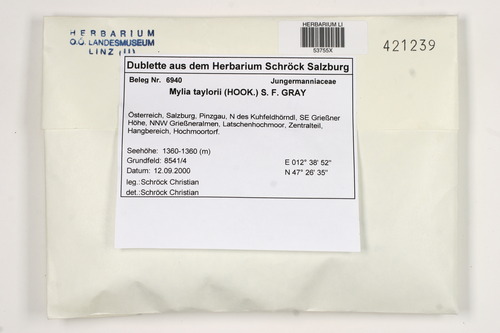 HERBARIUM
O.Ö. LANDESMUSEUM
LINZ (II)
HERBARIUM LI
53755X
421239
Dublette aus dem Herbarium Schröck Salzburg
Beleg Nr. 6940 Jungermanniaceae
Mylia taylorii (HOOK.) S. F. GRAY
Österreich, Salzburg, Pinzgau, N des Kuhfeldhörndl, SE Grießner
Höhe, NNW Grießneralmen, Latschenhochmoor, Zentralteil,
Hangbereich, Hochmoortorf.
Seehöhe: 1360-1360 (m)
Grundfeld: 8541/4 E 012° 38' 52"
Datum: 12.09.2000 N 47° 26' 35"
leg.:Schröck Christian
det.:Schröck Christian